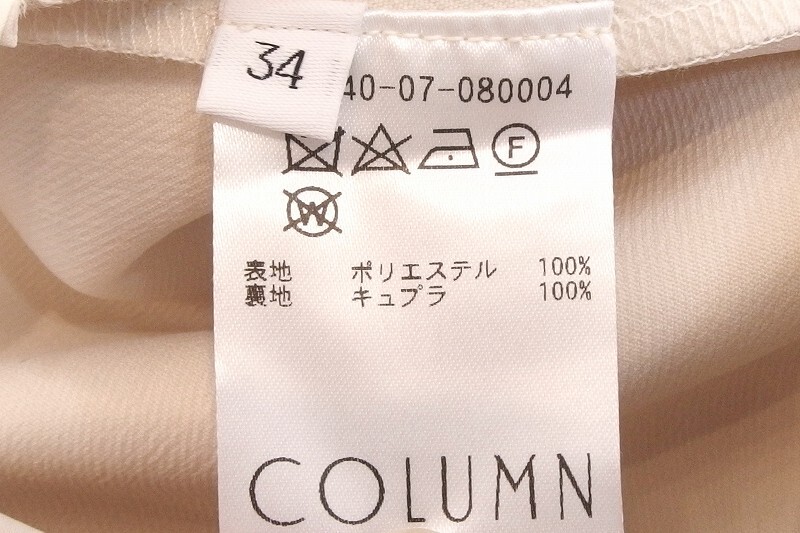 34
40-07-080004
F
W
表地 ポリエステル 100%
裏地 キュプラ 100%
COLUMN